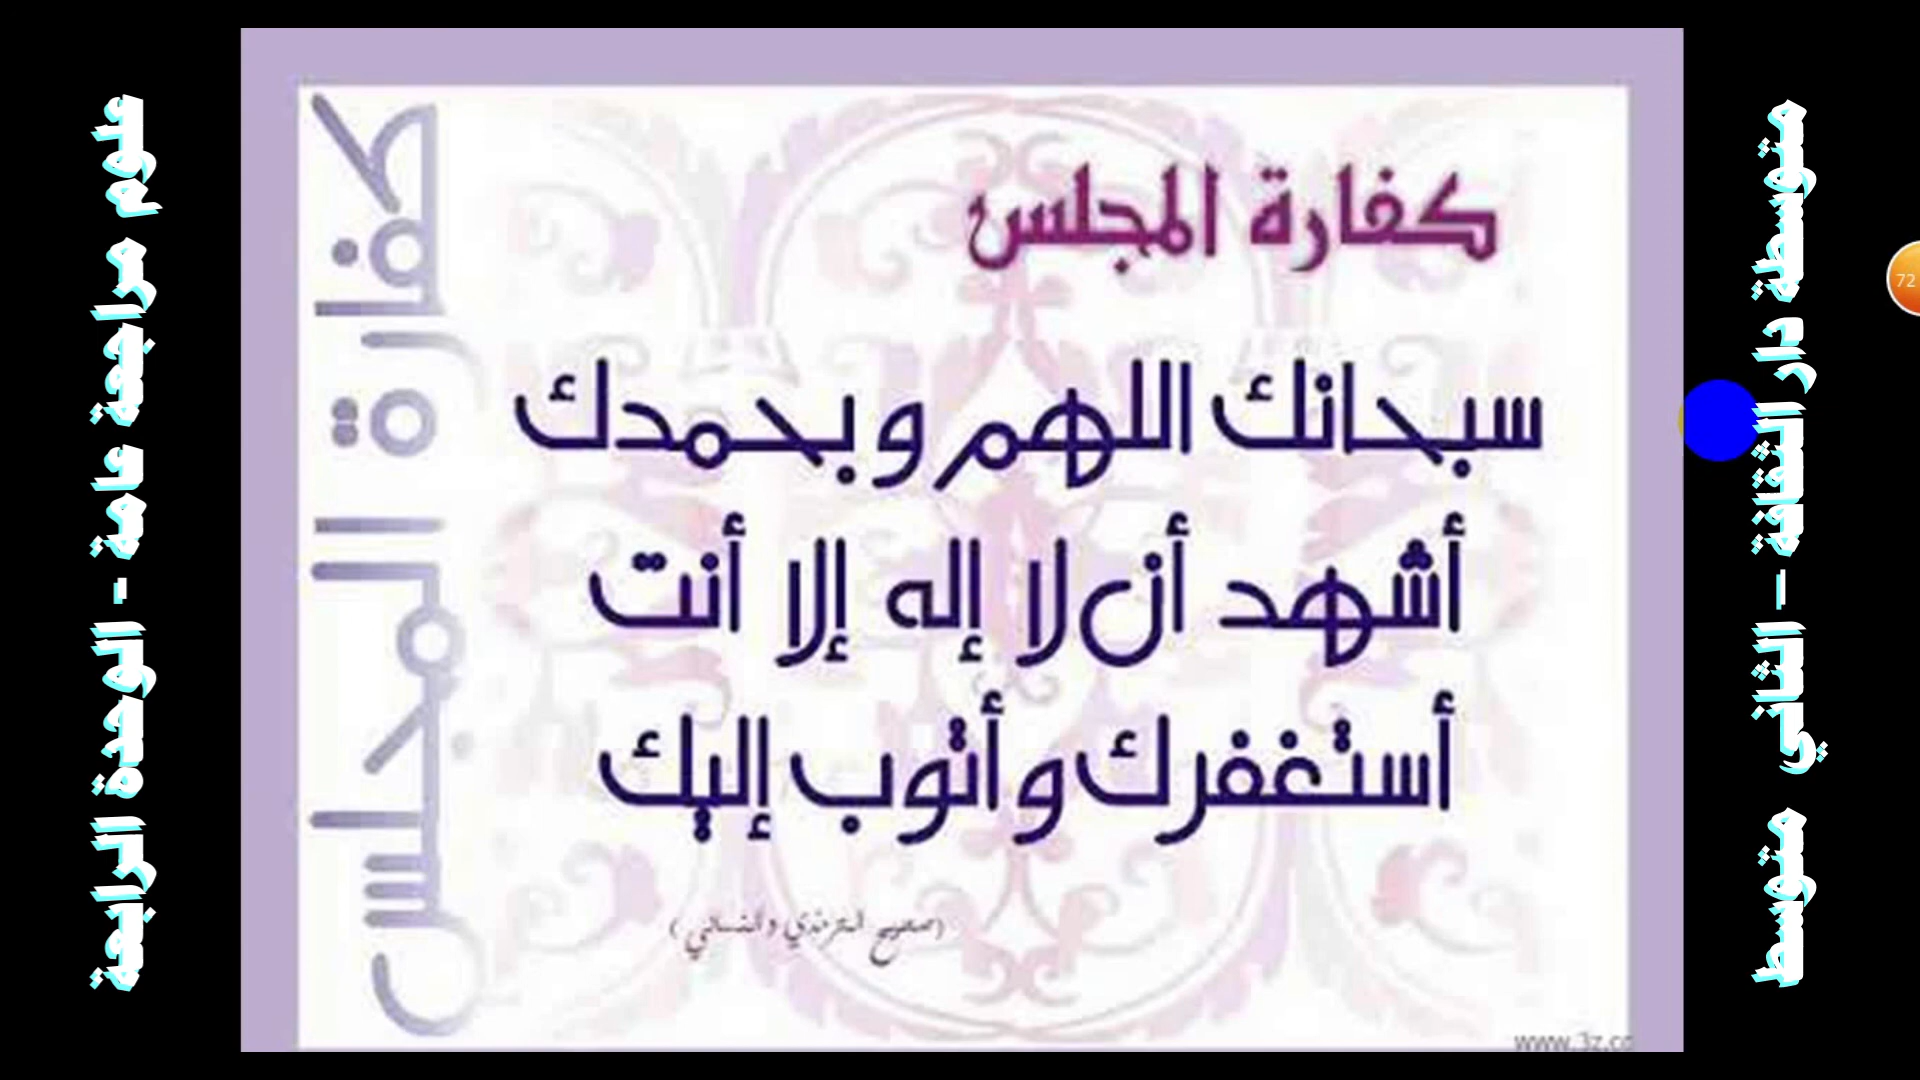 كفارة المجلس
سبحانك اللهم وبحمدك
أشهد أن لا إله إلا أنت
أستغفرك وأتوب إليك
(صحيح الترمذي والنسائي)
كفارة المجلس
علوم مراجعة عامة - الوحدة الرابعة
متوسطة دار الثقافة - الثاني متوسط
72
www.3z.co